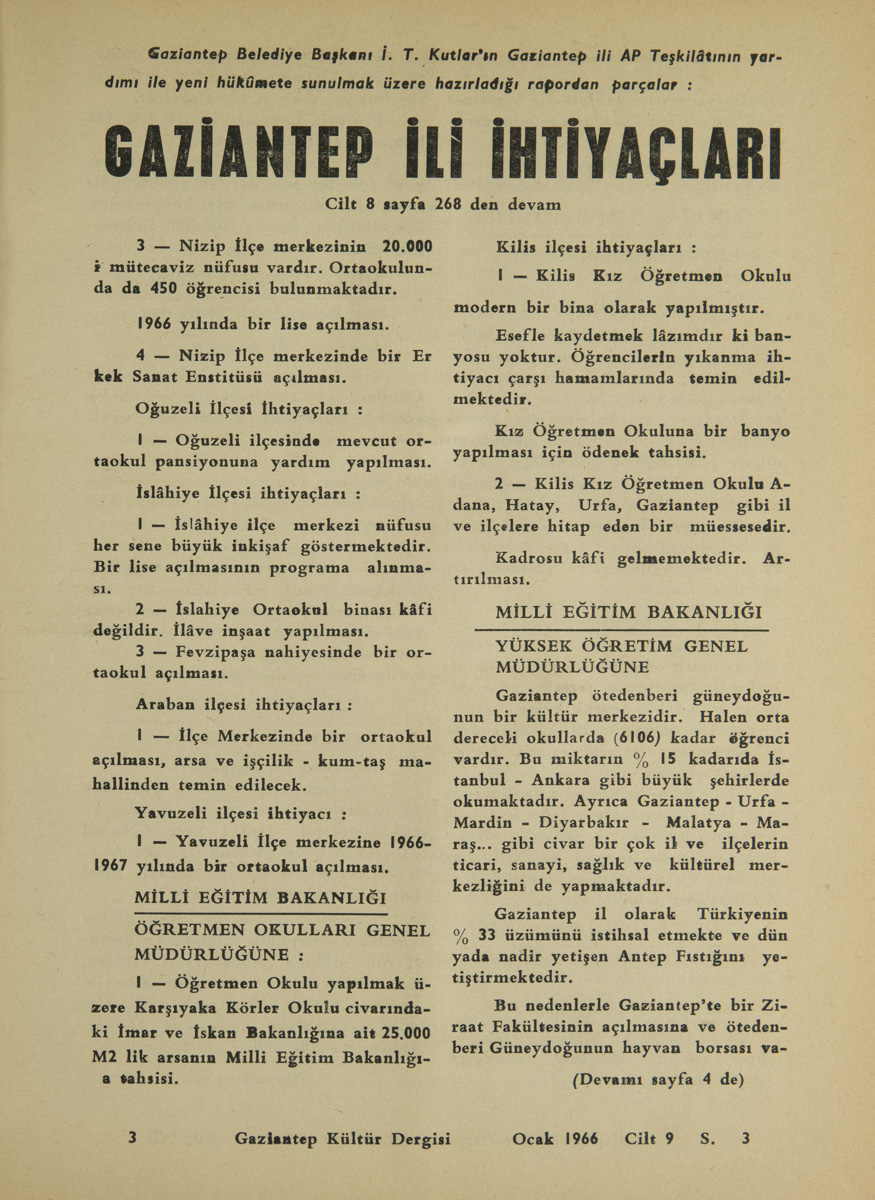 Gaziantep Belediye Başkanı İ. T. Kutlar'ın Gaziantep ili AP Teşkilâtının yar-
dımı ile yeni hükûmete sunulmak üzere hazırladığı rapordan parçalar :
GAZİANTEP İLİ İHTİYAÇLARI
Cilt 8 sayfa 268 den devam
3 — Nizip İlçe merkezinin 20.000
i mütecaviz nüfusu vardır. Ortaokulun-
da da 450 öğrencisi bulunmaktadır.
1966 yılında bir lise açılması.
4 — Nizip İlçe merkezinde bir Er
kek Sanat Enstitüsü açılması.
Oğuzeli İlçesi İhtiyaçları :
1 — Oğuzeli ilçesinde mevcut or-
taokul pansiyonuna yardım yapılması.
İslâhiye İlçesi ihtiyaçları :
1 — İslâhiye ilçe merkezi nüfusu
her sene büyük inkişaf göstermektedir.
Bir lise açılmasının programa alınma-
sı.
2 — İslahiye Ortaokul binası kâfi
değildir. İlâve inşaat yapılması.
3 — Fevzipaşa nahiyesinde bir or-
taokul açılması.
Araban ilçesi ihtiyaçları :
1 — İlçe Merkezinde bir ortaokul
açılması, arsa ve işçilik - kum-taş ma-
hallinden temin edilecek.
Yavuzeli ilçesi ihtiyacı :
1 — Yavuzeli İlçe merkezine 1966-
1967 yılında bir ortaokul açılması.
MİLLİ EĞİTİM BAKANLIĞI
ÖĞRETMEN OKULLARI GENEL
MÜDÜRLÜĞÜNE :
1 — Öğretmen Okulu yapılmak ü-
zere Karşıyaka Körler Okulu civarında-
ki İmar ve İskan Bakanlığına ait 25.000
M2 lik arsanın Milli Eğitim Bakanlığı-
a tahsisi.
Kilis ilçesi ihtiyaçları :
1 — Kilis Kız Öğretmen Okulu
modern bir bina olarak yapılmıştır.
Esefle kaydetmek lâzımdır ki ban-
yosu yoktur. Öğrencilerin yıkanma ih-
tiyacı çarşı hamamlarında temin edil-
mektedir.
Kız Öğretmen Okuluna bir banyo
yapılması için ödenek tahsisi.
2 — Kilis Kız Öğretmen Okulu A-
dana, Hatay, Urfa, Gaziantep gibi il
ve ilçelere hitap eden bir müessesedir.
Kadrosu kâfi gelmemektedir. Ar-
tırılması.
MİLLİ EĞİTİM BAKANLIĞI
YÜKSEK ÖĞRETİM GENEL
MÜDÜRLÜĞÜNE
Gaziantep ötedenberi güneydoğu-
nun bir kültür merkezidir. Halen orta
dereceli okullarda (6106) kadar öğrenci
vardır. Bu miktarın % 15 kadarıda İs-
tanbul - Ankara gibi büyük şehirlerde
okumaktadır. Ayrıca Gaziantep - Urfa -
Mardin - Diyarbakır - Malatya - Ma-
raş... gibi civar bir çok il ve ilçelerin
ticari, sanayi, sağlık ve kültürel mer-
kezliğini de yapmaktadır.
Gaziantep il olarak Türkiyenin
% 33 üzümünü istihsal etmekte ve dün
yada nadir yetişen Antep Fıstığını ye-
tiştirmektedir.
Bu nedenlerle Gaziantep'te bir Zi-
raat Fakültesinin açılmasına ve öteden-
beri Güneydoğunun hayvan borsası va-
(Devamı sayfa 4 de)
3 Gaziantep Kültür Dergisi Ocak 1966 Cilt 9 S. 3